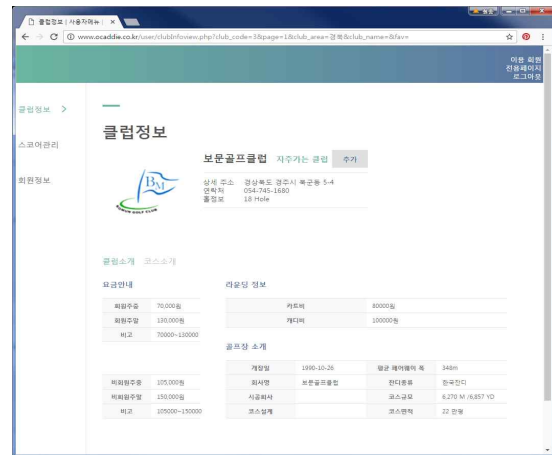 클럽정보 | 사용자메뉴 |
www.ocaddie.co.kr/user/clubInfoview.php?club_code=3&page=1&club_area=경북&club_name=&fav=
이용 회원
전용페이지
로그아웃
클럽정보 >
스코어관리
회원정보
클럽정보
보문골프클럽 자주가는 클럽 추가
상세 주소 경상북도 경주시 북군동 5-4
연락처 054-745-1680
홀정보 18 Hole
BM
BOMUN GOLF CLUB
클럽소개 코스소개
요금안내
회원주중 70,000원
회원주말 130,000원
비고 70000~130000
비회원주중 105,000원
비회원주말 150,000원
비고 105000~150000
라운딩 정보
카트비 80000원
캐디비 100000원
골프장 소개
개장일 1990-10-26 평균 페어웨이 폭 348m
회사명 보문골프클럽 잔디종류 한국잔디
시공회사 코스규모 6,270 M /6,857 YD
코스설계 코스면적 22 만평